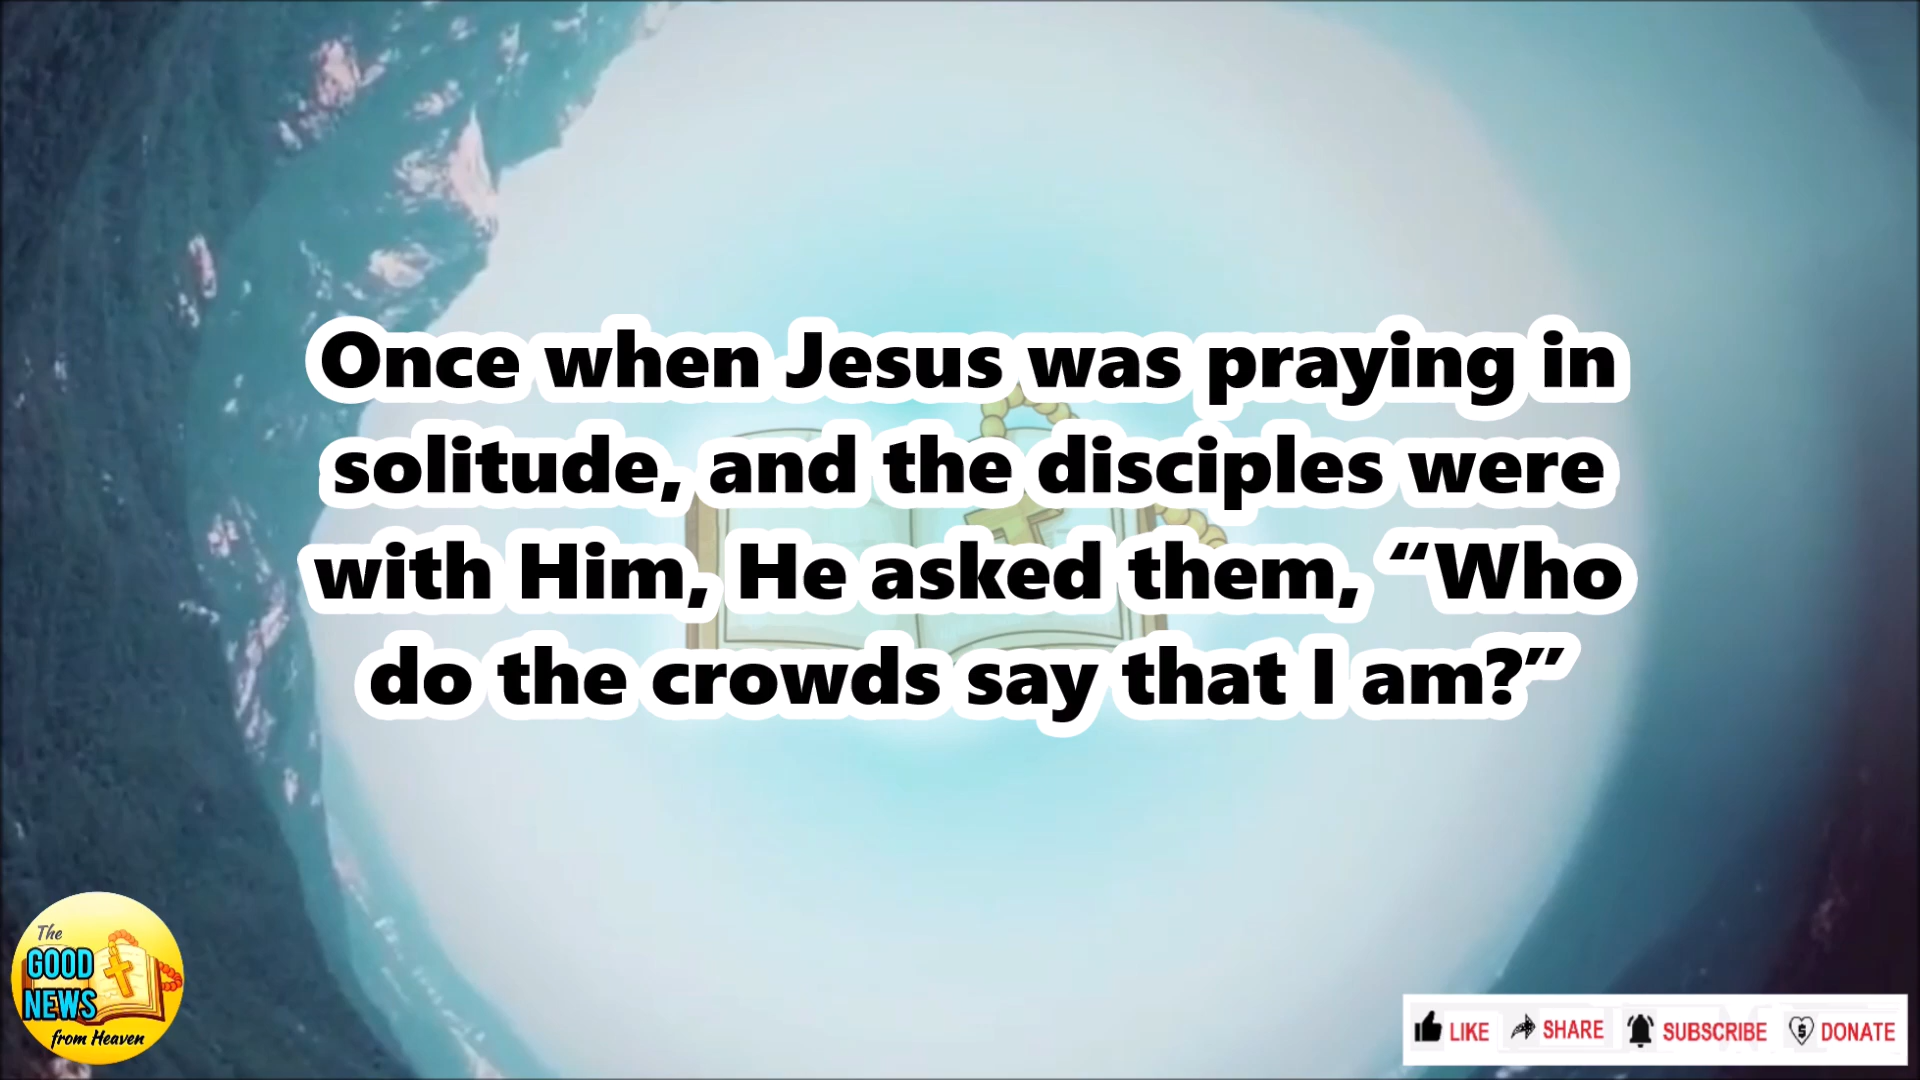 Once when Jesus was praying in
solitude, and the disciples were
with Him, He asked them, “Who
do the crowds say that I am?”
The
GOOD
NEWS
from Heaven
LIKE SHARE SUBSCRIBE DONATE